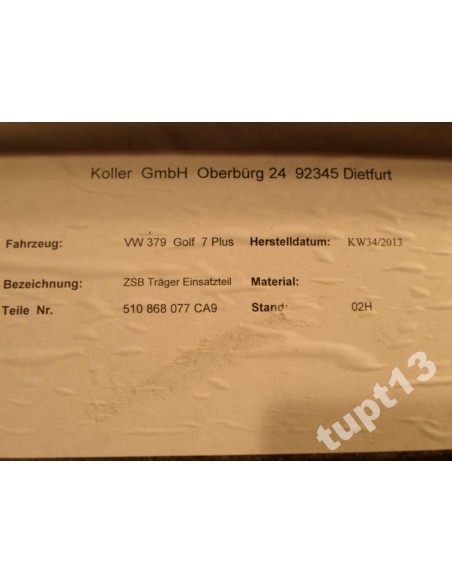 Koller GmbH Oberbürg 24 92345 Dietfurt
Fahrzeug: VW 379 Golf 7 Plus Herstelldatum: KW34/2013
Bezeichnung: ZSB Träger Einsatzteil Material:
Teile Nr. 510 868 077 CA9 Stand: 02H
tupt13